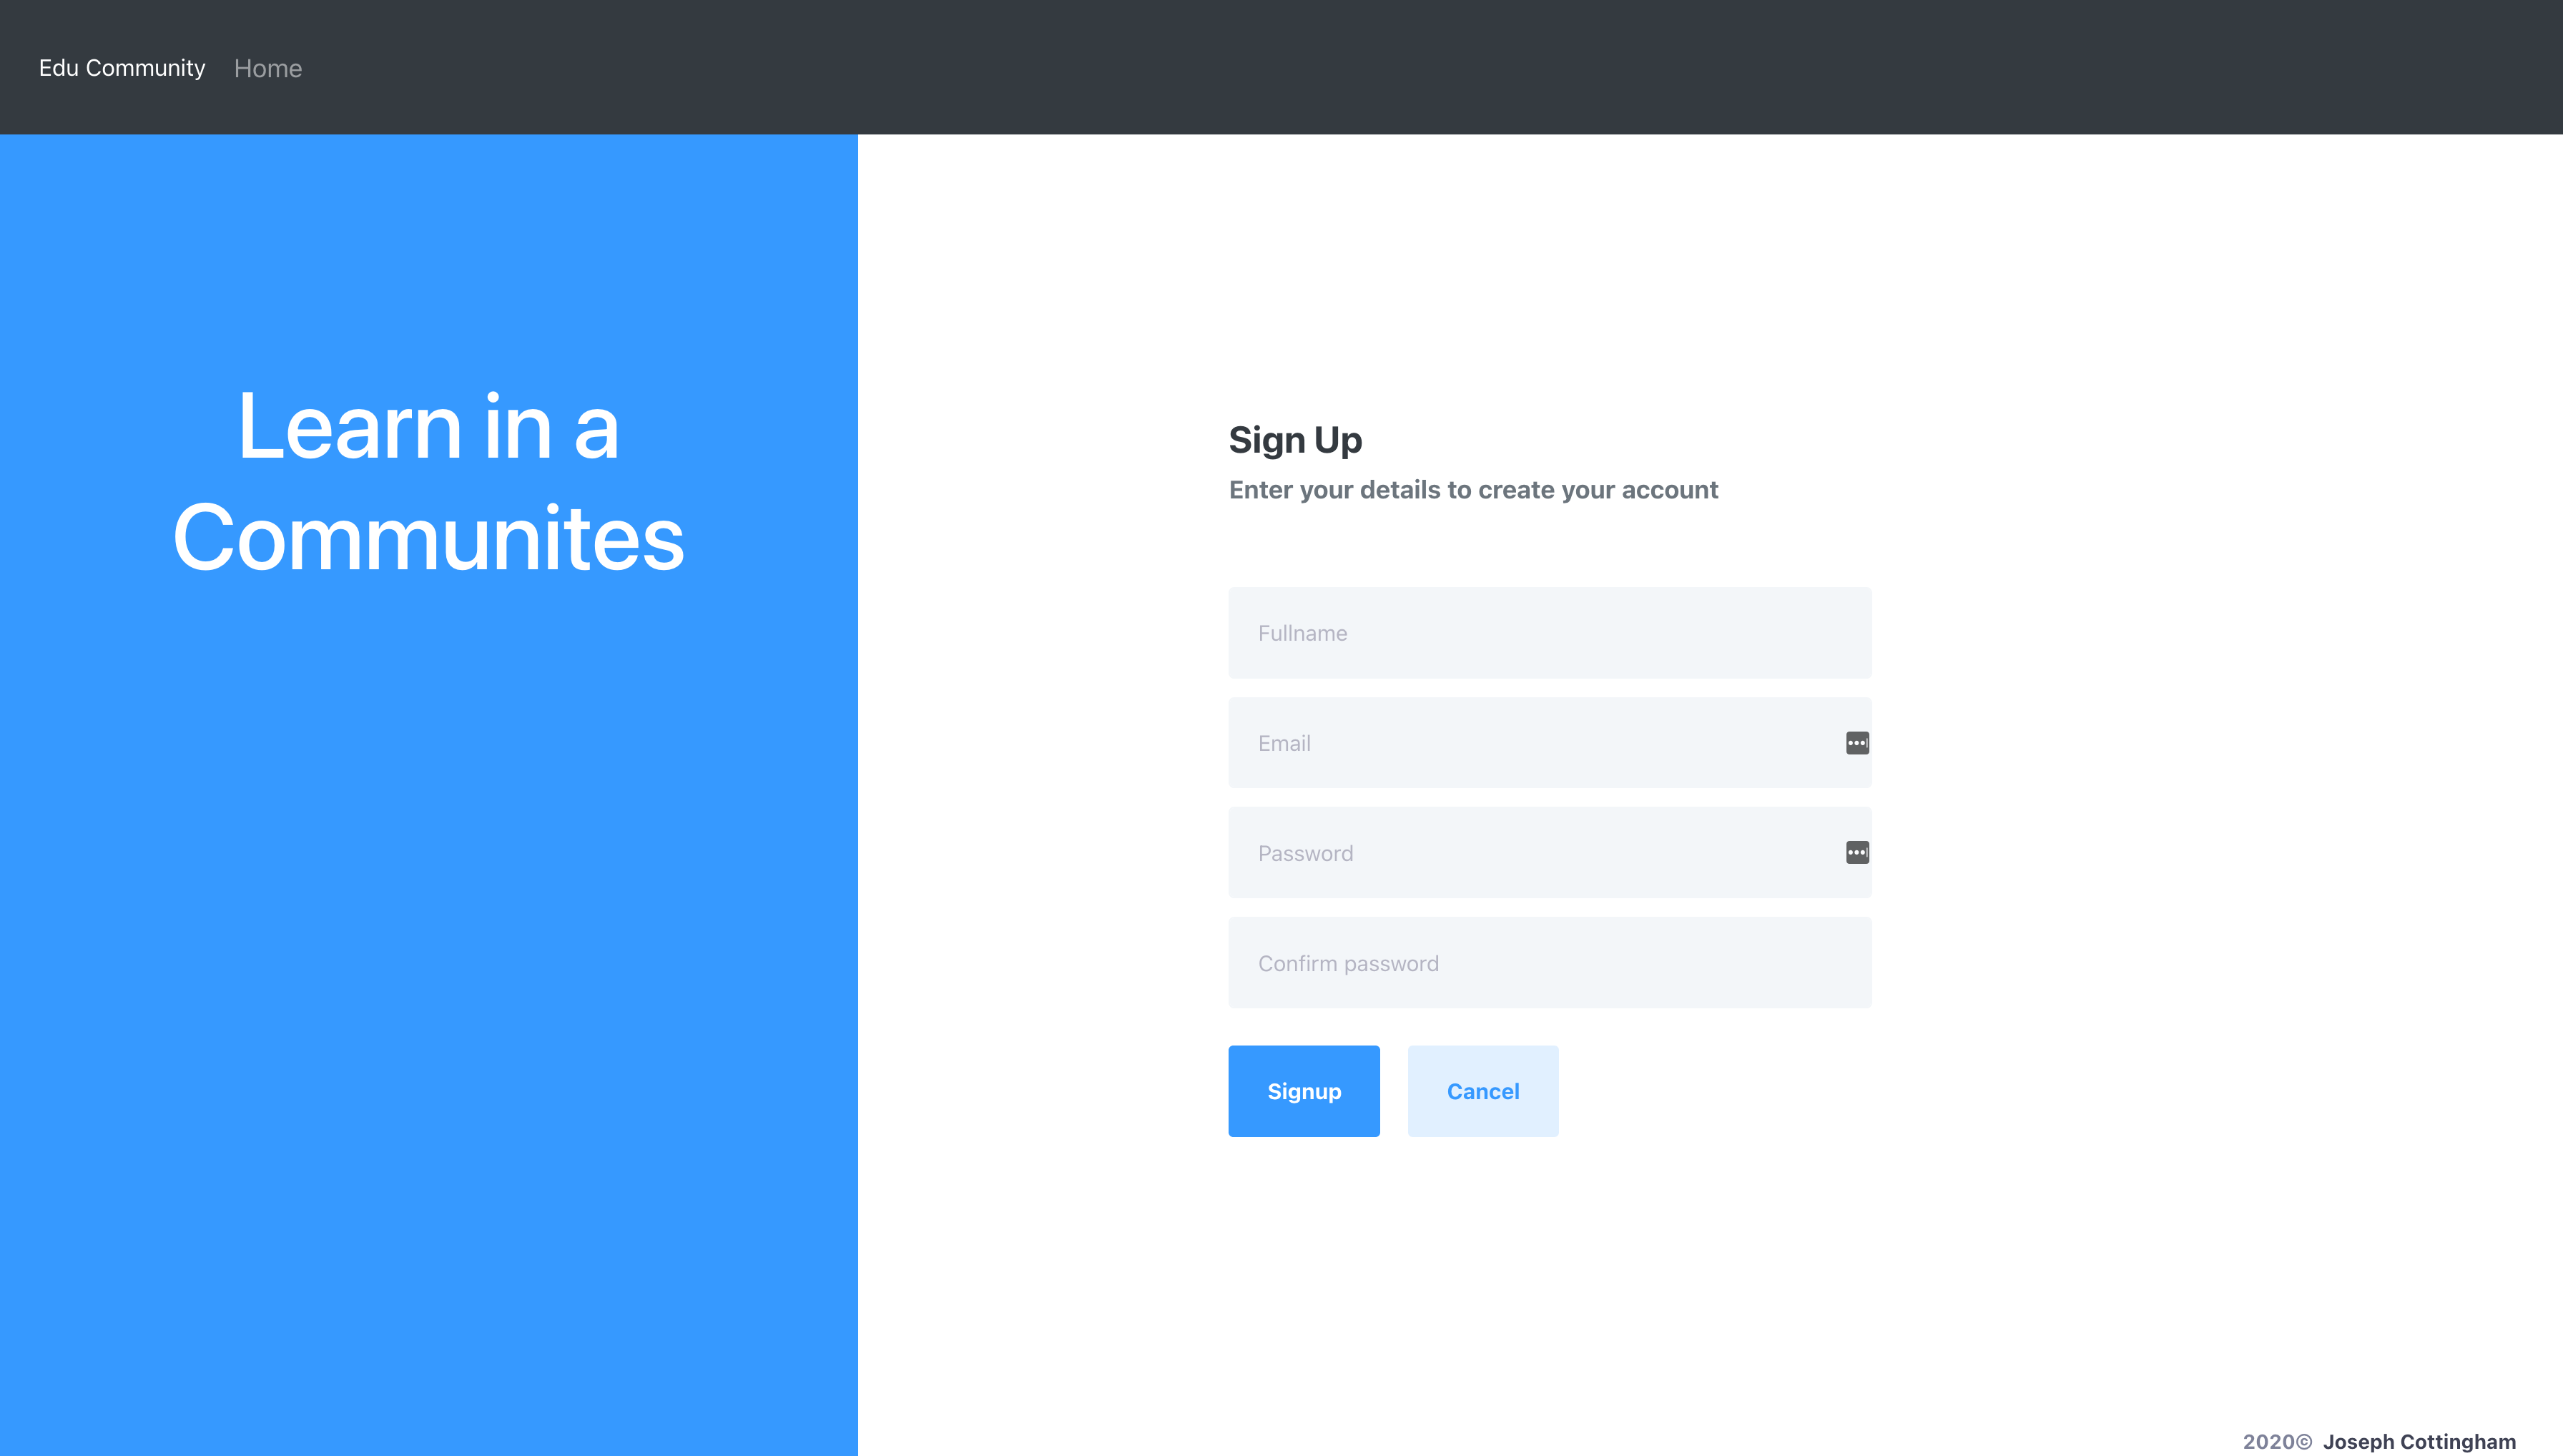 Edu Community Home
Learn in a
Communites
Sign Up
Enter your details to create your account
Fullname
Email
Password
Confirm password
Signup Cancel
2020© Joseph Cottingham